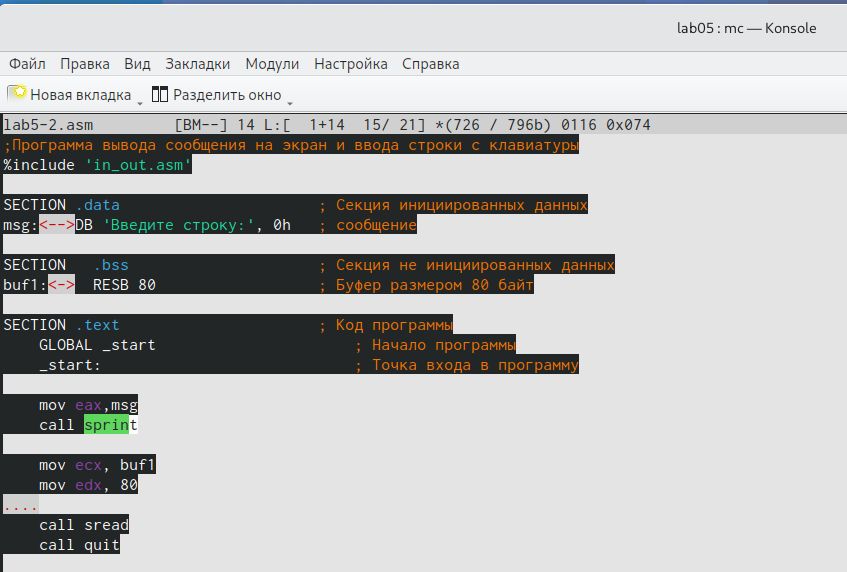 lab05 : mc — Konsole
Файл Правка Вид Закладки Модули Настройка Справка
Новая вкладка Разделить окно
lab5-2.asm [BM--] 14 L:[ 1+14 15/ 21] *(726 / 796b) 0116 0x074
;Программа вывода сообщения на экран и ввода строки с клавиатуры
%include 'in_out.asm'
SECTION .data ; Секция инициированных данных
msg:<-->DB 'Введите строку:', 0h ; сообщение
SECTION .bss ; Секция не инициированных данных
buf1:<-> RESB 80 ; Буфер размером 80 байт
SECTION .text ; Код программы
GLOBAL _start ; Начало программы
_start: ; Точка входа в программу
mov eax,msg
call sprint
mov ecx, buf1
mov edx, 80
....
call sread
call quit